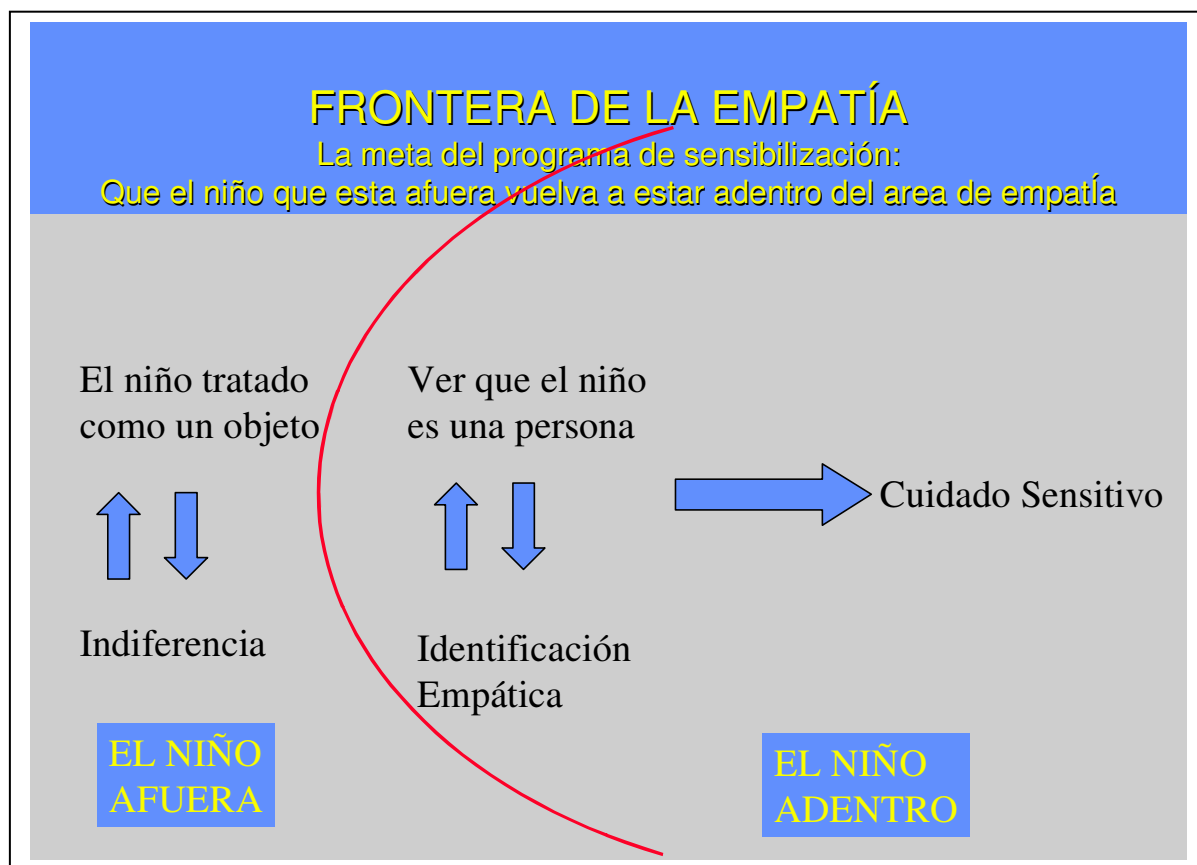 FRONTERA DE LA EMPATÍA
La meta del programa de sensibilización:
Que el niño que esta afuera vuelva a estar adentro del area de empatÍa
El niño tratado
como un objeto
Ver que el niño
es una persona
Cuidado Sensitivo
Indiferencia
Identificación
Empática
EL NIÑO
AFUERA
EL NIÑO
ADENTRO